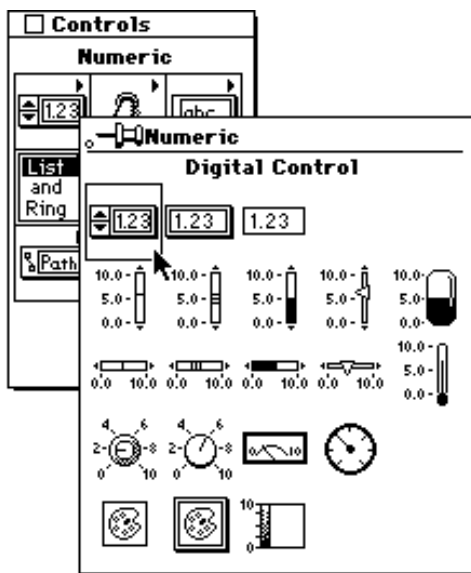 Controls
Numeric
1.23
abc
List
and
Ring
Path
Numeric
Digital Control
1.23 1.23 1.23
10.0 10.0 10.0 10.0 10.0
5.0 5.0 5.0 5.0 5.0
0.0 0.0 0.0 0.0 0.0
10.0
5.0
0.0
0.0 10.0 0.0 10.0 0.0 10.0 0.0 10.0
4 6 4 6
2 8 2 8 0 10
0 10 0 10
10
0